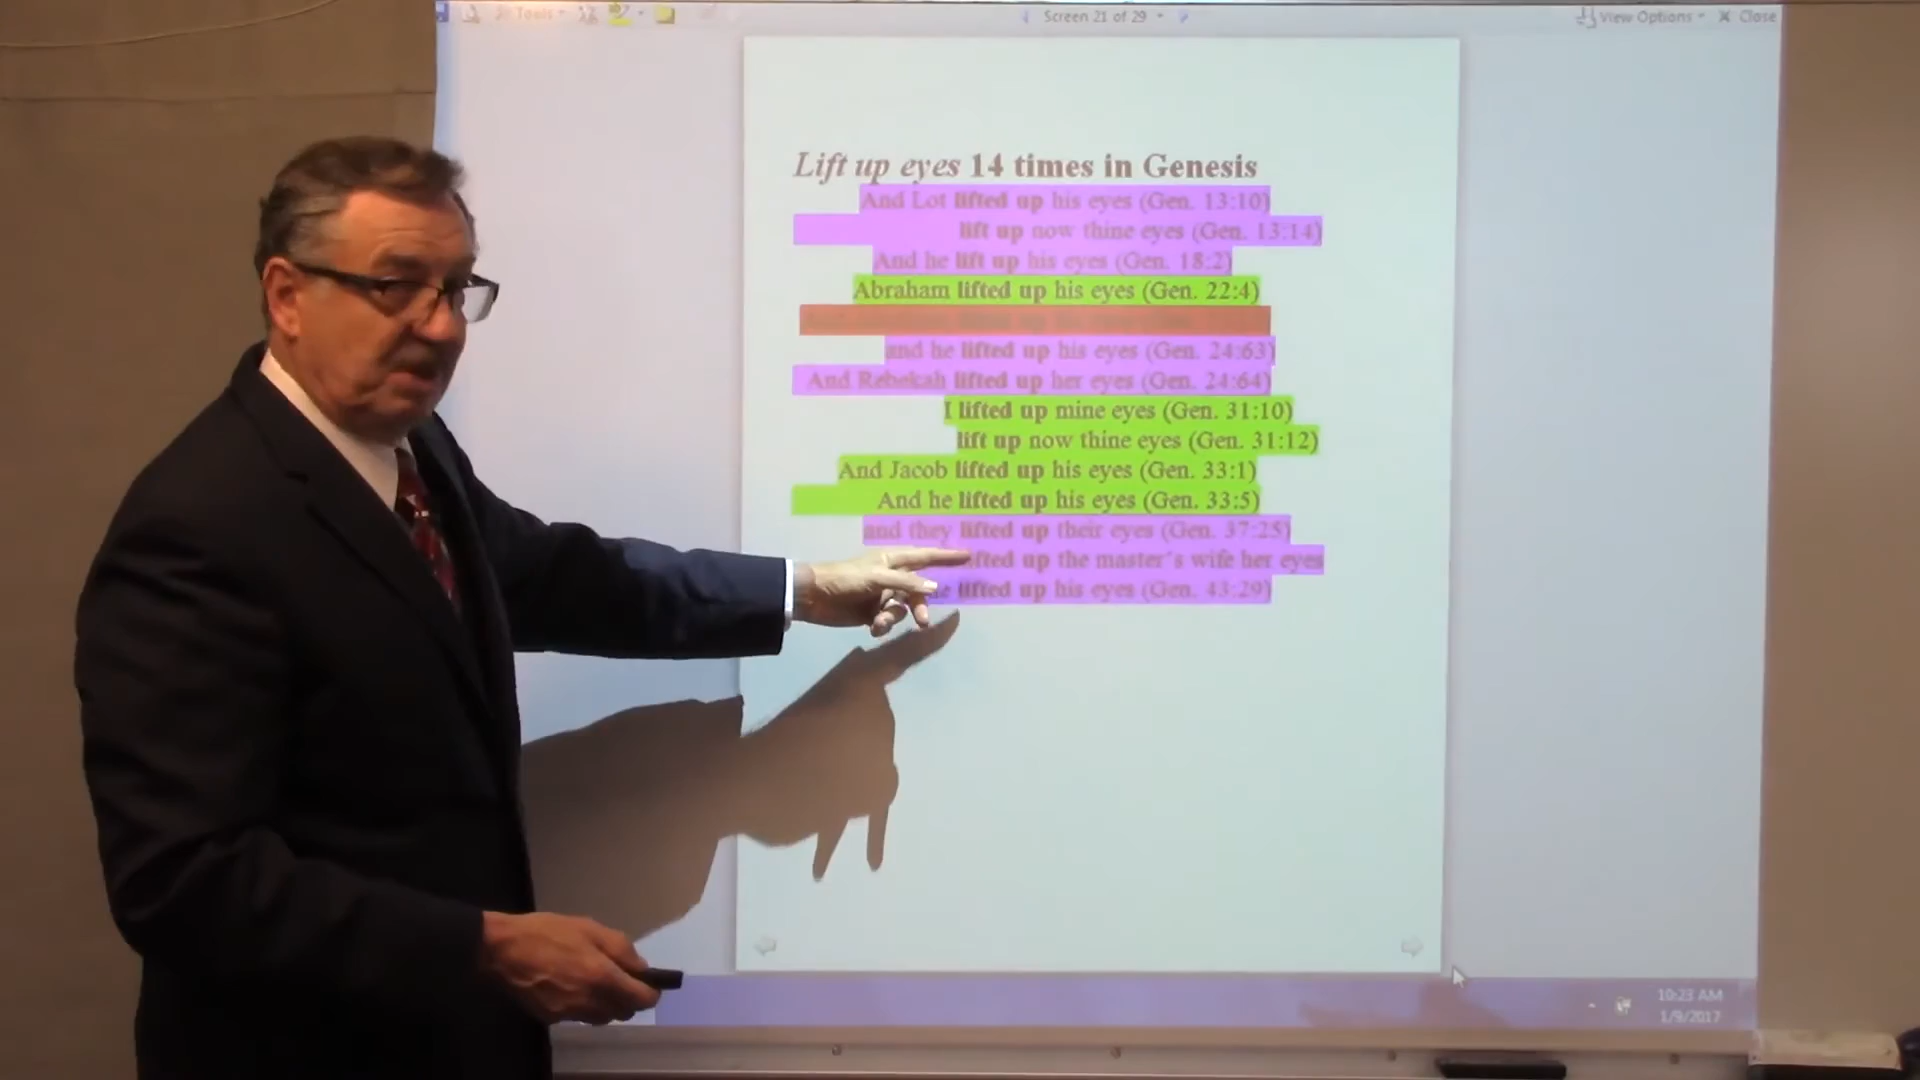 Tools
Screen 21 of 29
View Options
Close
Lift up eyes 14 times in Genesis
And Lot lifted up his eyes (Gen. 13:10)
lift up now thine eyes (Gen. 13:14)
And he lift up his eyes (Gen. 18:2)
Abraham lifted up his eyes (Gen. 22:4)
and he lifted up his eyes (Gen. 24:63)
And Rebekah lifted up her eyes (Gen. 24:64)
I lifted up mine eyes (Gen. 31:10)
lift up now thine eyes (Gen. 31:12)
And Jacob lifted up his eyes (Gen. 33:1)
And he lifted up his eyes (Gen. 33:5)
and they lifted up their eyes (Gen. 37:25)
up the master's wife her eyes
lifted up his eyes (Gen. 43:29)
10:23 AM
1/9/2017